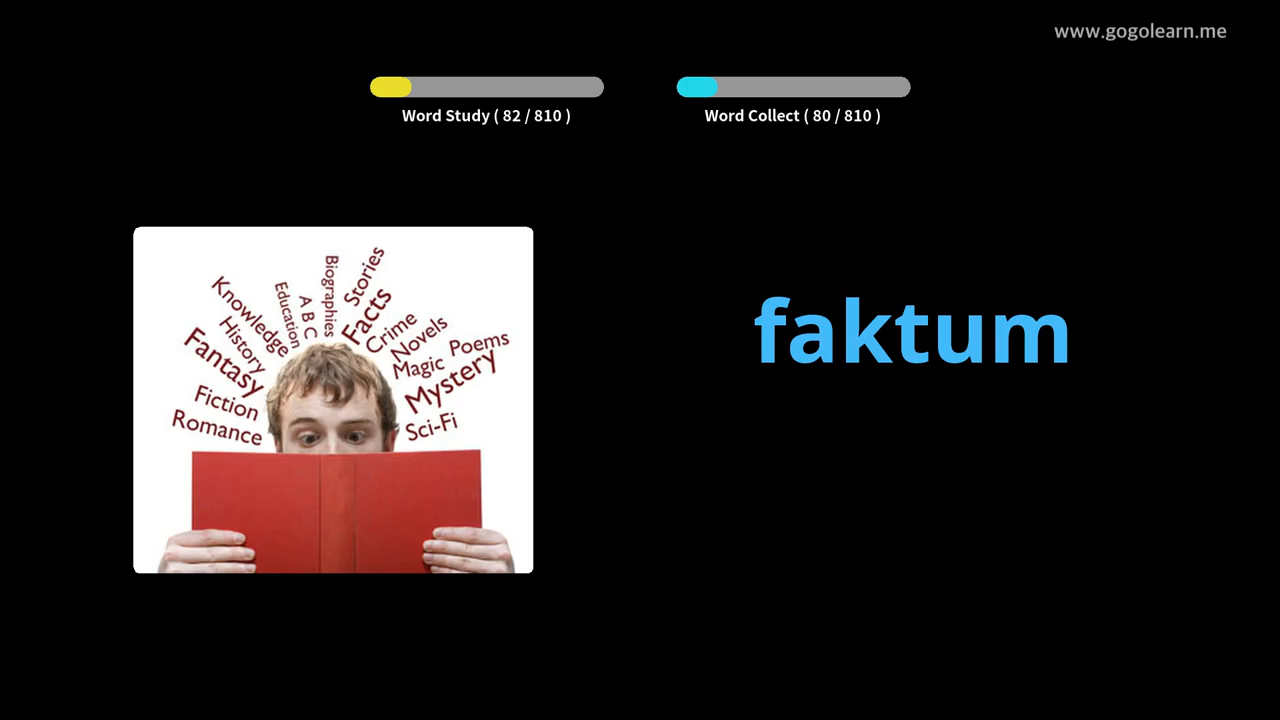 www.gogolearn.me
Word Study ( 82 / 810 )
Word Collect ( 80 / 810 )
faktum
Biographies
Stories
Education
A B C
Facts
Knowledge
Crime
History
Novels
Poems
Fantasy
Magic
Mystery
Fiction
Romance
Sci-Fi